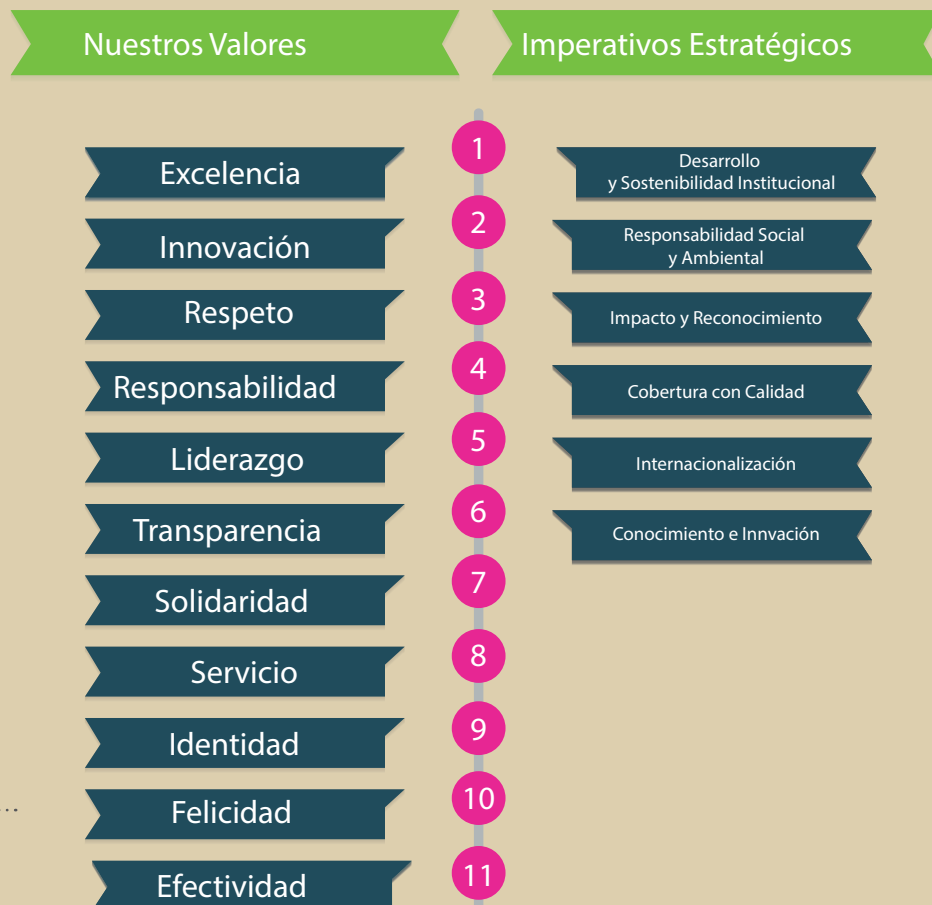 Nuestros Valores
Imperativos Estratégicos
1
Excelencia
Desarrollo
y Sostenibilidad Institucional
2
Innovación
Responsabilidad Social
y Ambiental
3
Respeto
Impacto y Reconocimiento
4
Responsabilidad
Cobertura con Calidad
5
Liderazgo
Internacionalización
6
Transparencia
Conocimiento e Innvación
7
Solidaridad
8
Servicio
9
Identidad
...
10
Felicidad
11
Efectividad